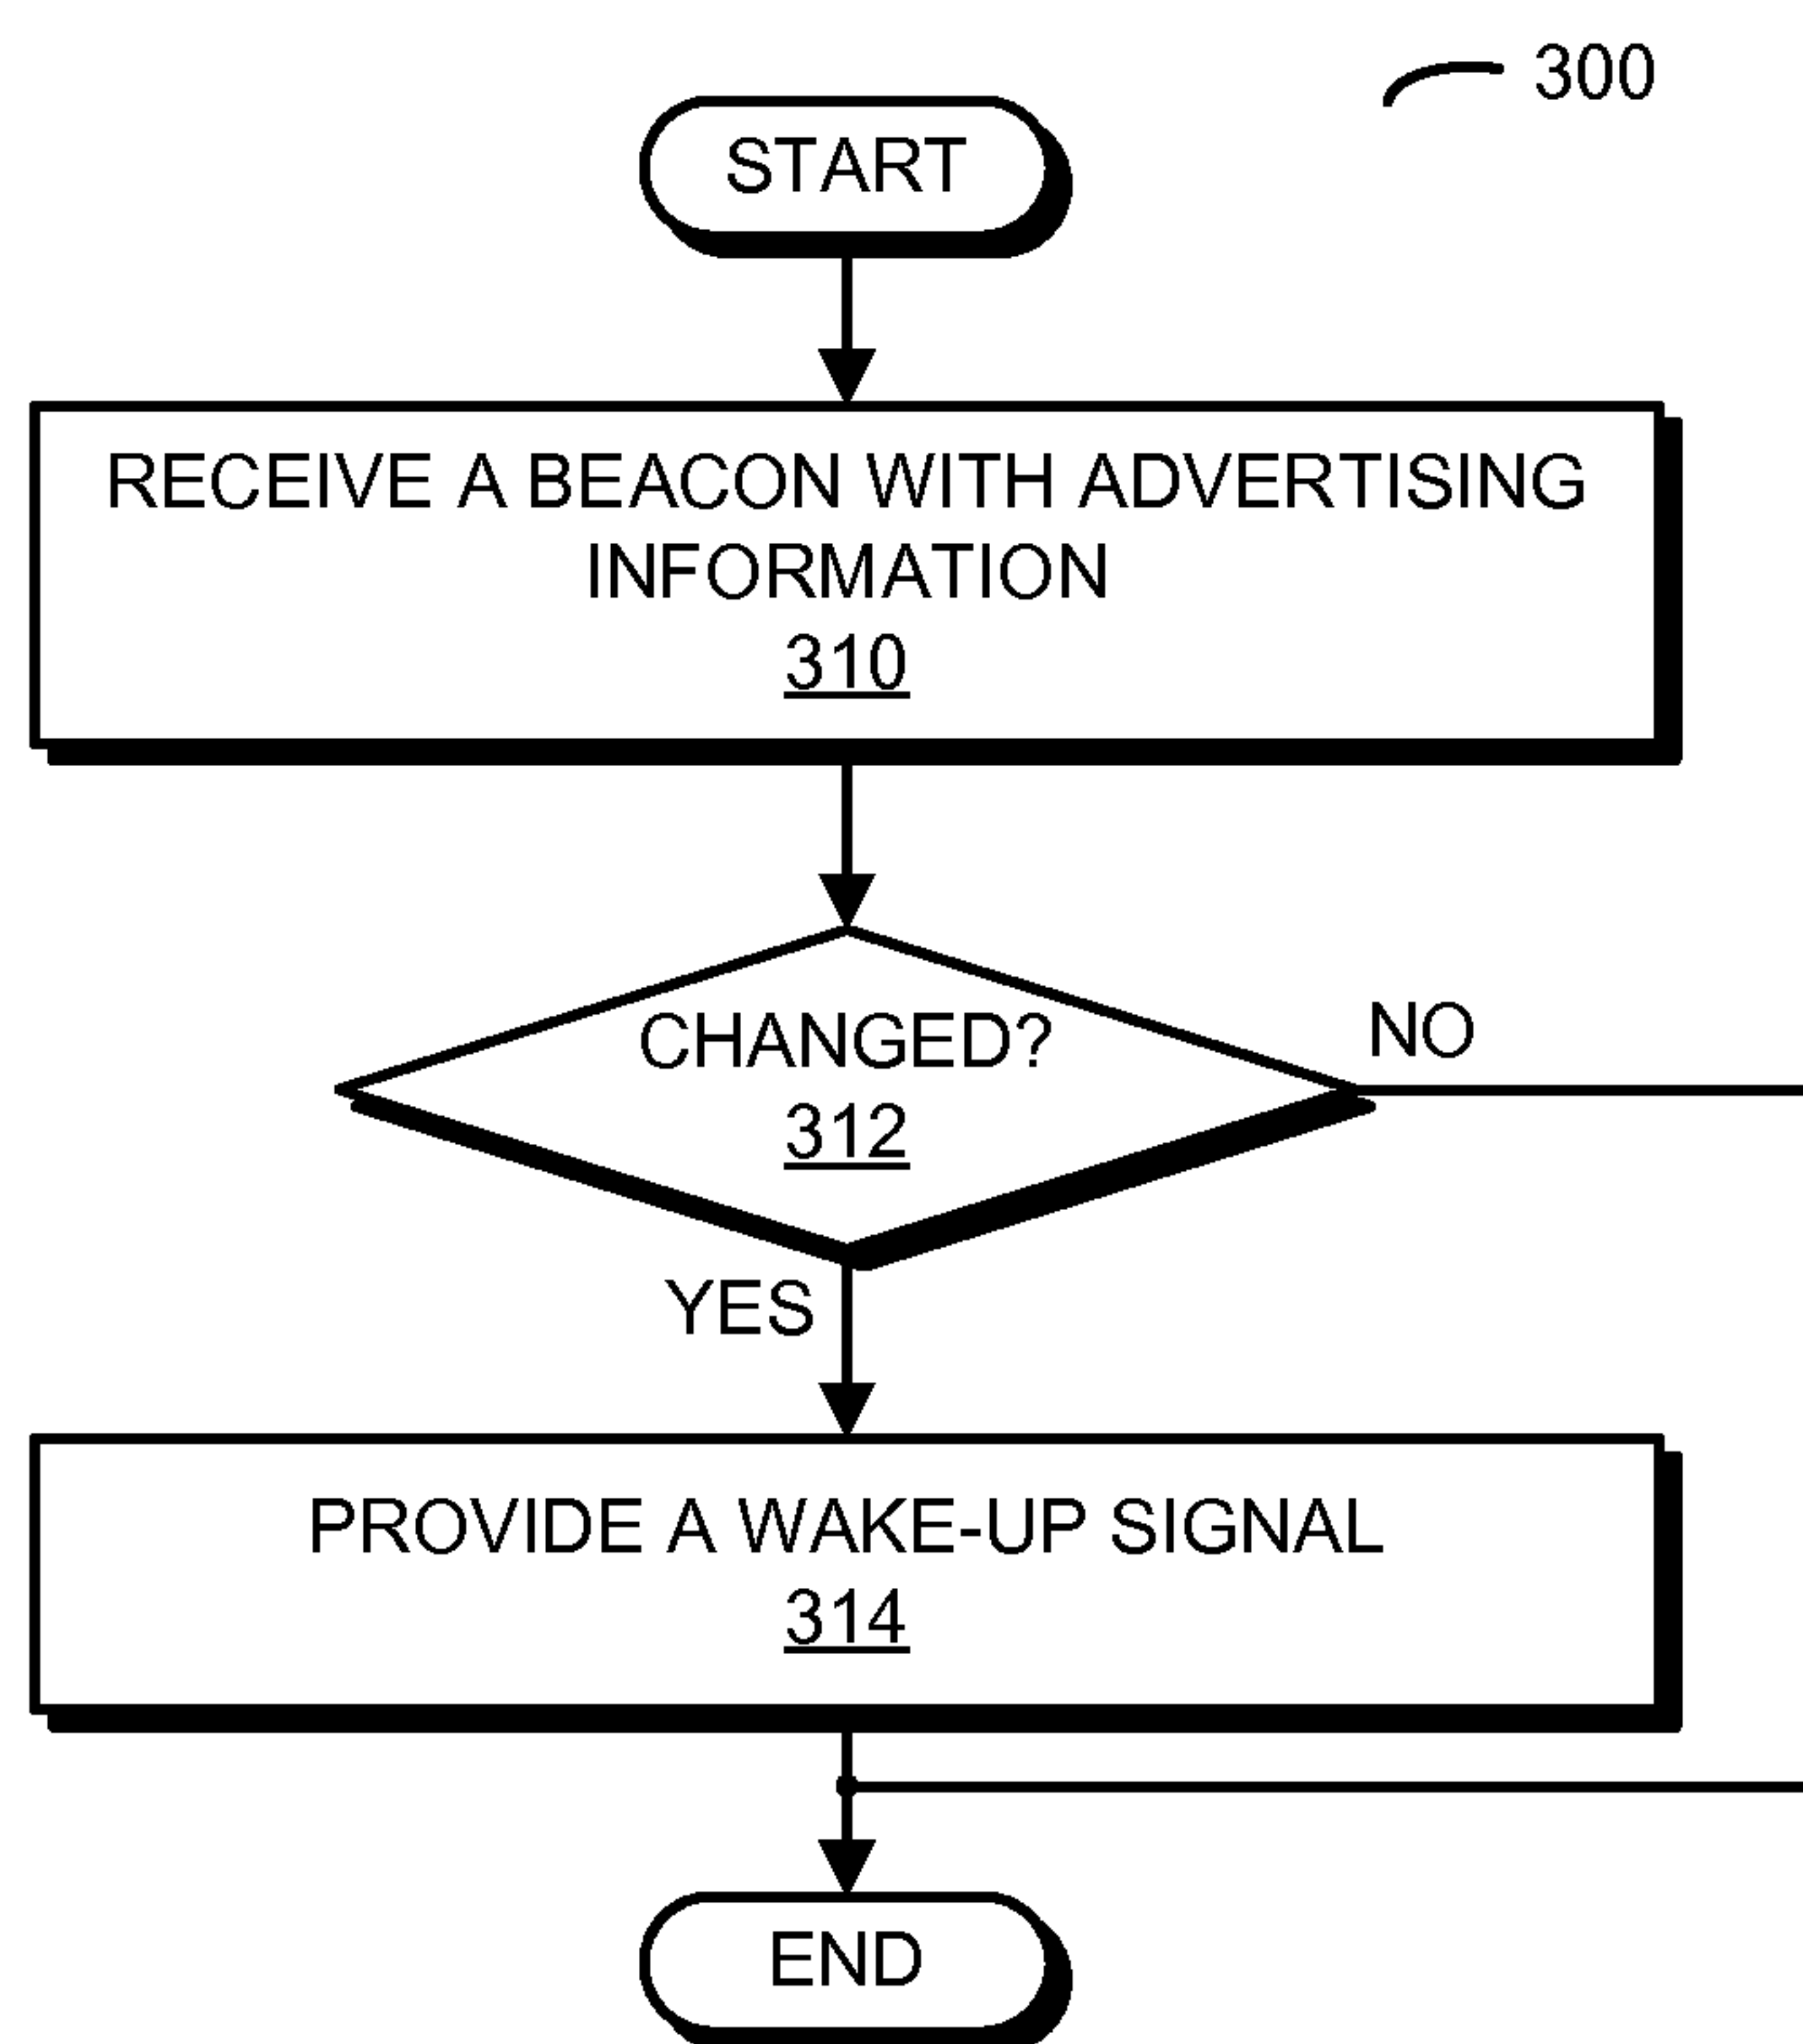 300
START
RECEIVE A BEACON WITH ADVERTISING
INFORMATION
310
CHANGED?
312
NO
YES
PROVIDE A WAKE-UP SIGNAL
314
END